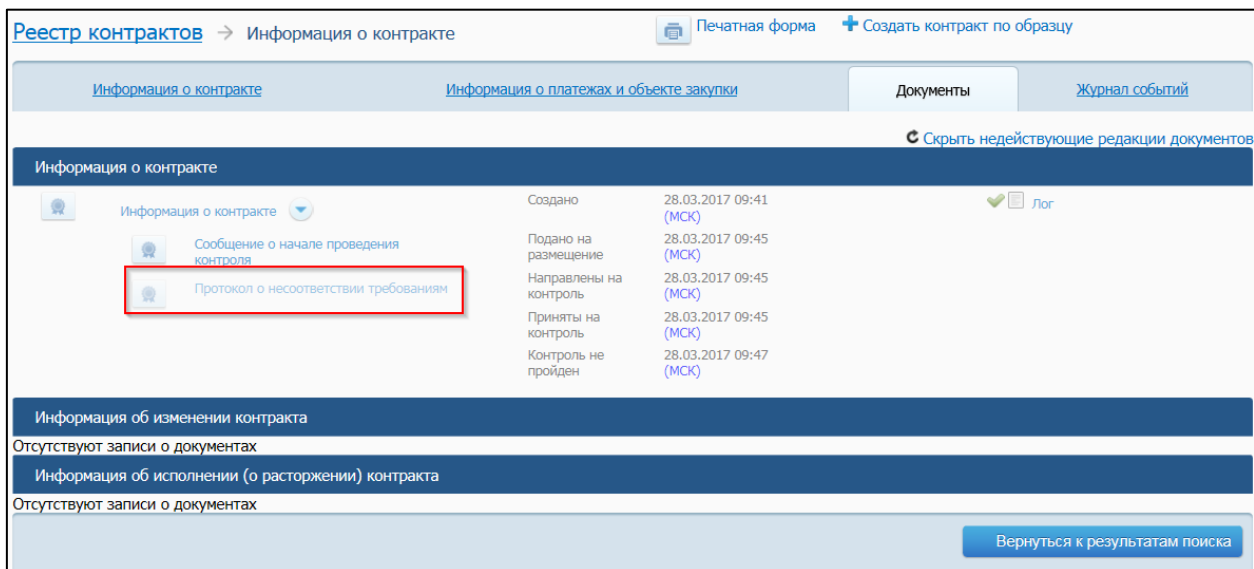 Реестр контрактов → Информация о контракте
Печатная форма
Создать контракт по образцу
Информация о контракте
Информация о платежах и объекте закупки
Документы
Журнал событий
Скрыть недействующие редакции документов
Информация о контракте
Информация о контракте
Создано
28.03.2017 09:41
(МСК)
Лог
Сообщение о начале проведения
контроля
Подано на
размещение
28.03.2017 09:45
(МСК)
Протокол о несоответствии требованиям
Направлены на
контроль
28.03.2017 09:45
(МСК)
Приняты на
контроль
28.03.2017 09:45
(МСК)
Контроль не
пройден
28.03.2017 09:47
(МСК)
Информация об изменении контракта
Отсутствуют записи о документах
Информация об исполнении (о расторжении) контракта
Отсутствуют записи о документах
Вернуться к результатам поиска